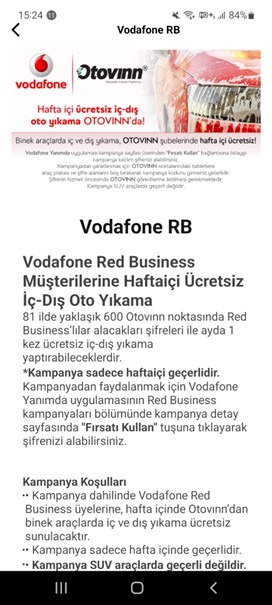 15:24 11 84%
Vodafone RB
vodafone
Otovinn
Hafta içi ücretsiz iç-dış
oto yıkama OTOVINN'da!
Binek araçlarda iç ve dış yıkama, OTOVINN şubelerinde hafta içi!
Vodafone Yanımda uygulaması kampanya sayfası üzerinden "Fırsatı Kullan" bağlantısına tıklayıp
kampanya katılım şifrenizi alabilirsiniz.
Kampanyadan yararlanmak için OTOVINN noktalarındaki tabletlere
araç plakası ve şifre alanlarını boş bırakarak kampanya kodunu girmeniz yeterlidir.
Şifrenin hizmet öncesinde OTOVINN görevlilerine iletilmesi gerekmektedir.
Kampanya SUV araçlarda geçerli değildir.
Vodafone RB
Vodafone Red Business
Müşterilerine Haftaiçi Ücretsiz
İç-Dış Oto Yıkama
81 ilde yaklaşık 600 Otovınn noktasında Red
Business'lılar alacakları şifreleri ile ayda 1
kez ücretsiz iç-dış yıkama
yaptırabileceklerdir.
*Kampanya sadece haftaiçi geçerlidir.
Kampanyadan faydalanmak için Vodafone
Yanımda uygulamasının Red Business
kampanyaları bölümünde kampanya detay
sayfasında "Fırsatı Kullan" tuşuna tıklayarak
şifrenizi alabilirsiniz.
Kampanya Koşulları
•• Kampanya dahilinde Vodafone Red
Business üyelerine, hafta içinde Otovınn'dan
binek araçlarda iç ve dış yıkama ücretsiz
sunulacaktır.
•• Kampanya sadece hafta içinde geçerlidir.
•• Kampanya SUV araçlarda geçerli değildir.